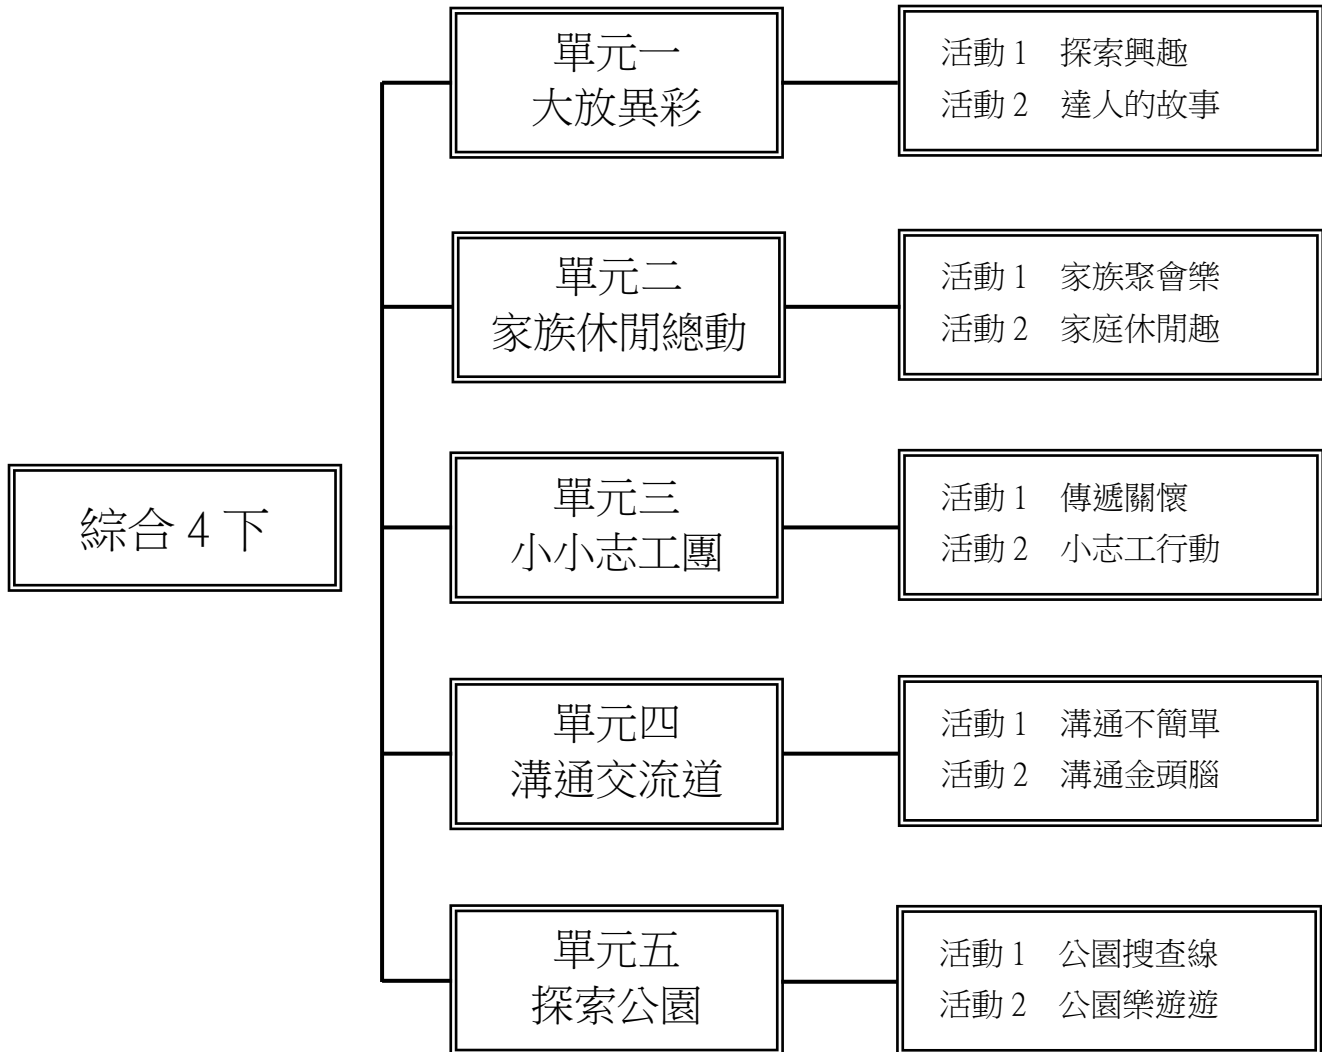 綜合 4 下
單元一
大放異彩
活動 1　探索興趣
活動 2　達人的故事
單元二
家族休閒總動
活動 1　家族聚會樂
活動 2　家庭休閒趣
單元三
小小志工團
活動 1　傳遞關懷
活動 2　小志工行動
單元四
溝通交流道
活動 1　溝通不簡單
活動 2　溝通金頭腦
單元五
探索公園
活動 1　公園搜查線
活動 2　公園樂遊遊